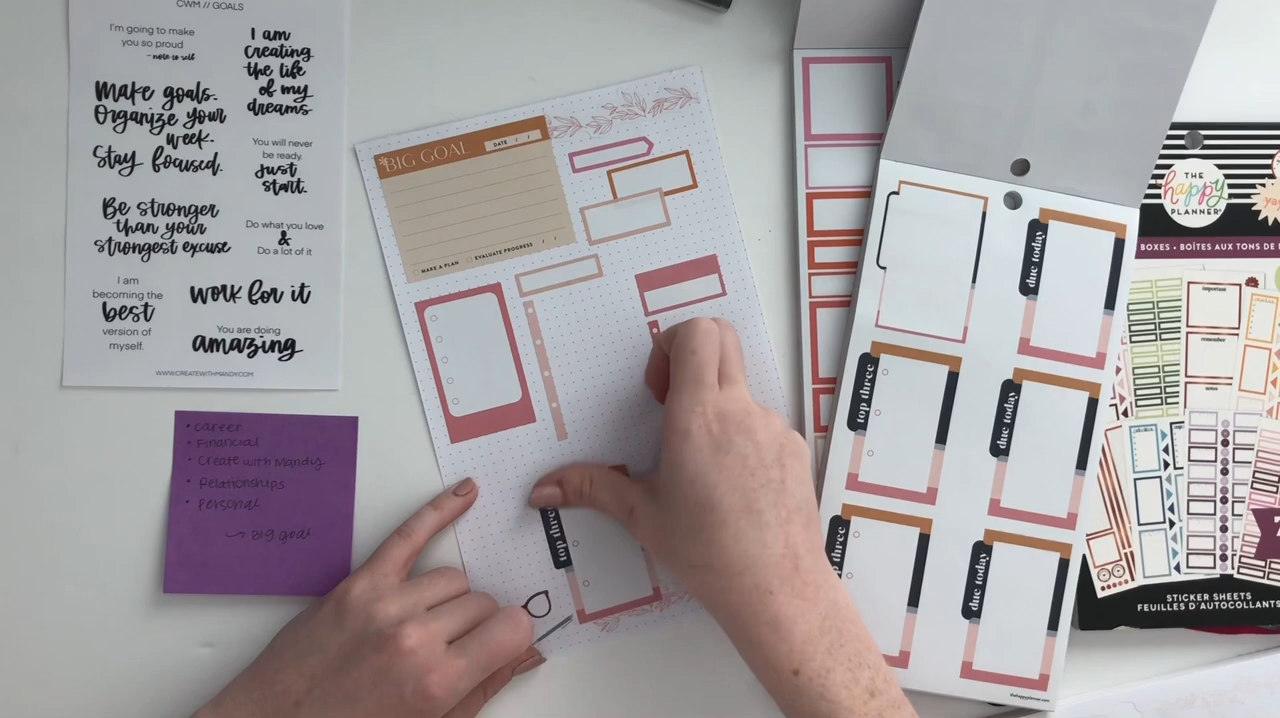 CWM // GOALS
I'm going to make
you so proud
- note to self
I am
creating
the life
of my
dreams.
Make goals.
Organize your
week.
Stay focused.
You will never
be ready.
Just
start.
Be stronger
than your
strongest excuse
Do what you love
&
Do a lot of it
I am
becoming the
best
version of
myself.
work for it
You are doing
amazing
WWW.CREATEWITHMANDY.COM
• Career
• Financial
• Create with Mandy
• Relationships
• Personal
Big goal
*BIG GOAL
DATE / /
MAKE A PLAN
EVALUATE PROGRESS / /
top three
due today
top three
due today
top three
due today
thehappyplanner.com
THE
happy
PLANNER
BOXES • BOÎTES AUX TONS DE
important
remember
notes
STICKER SHEETS
FEUILLES D'AUTOCOLLANTS